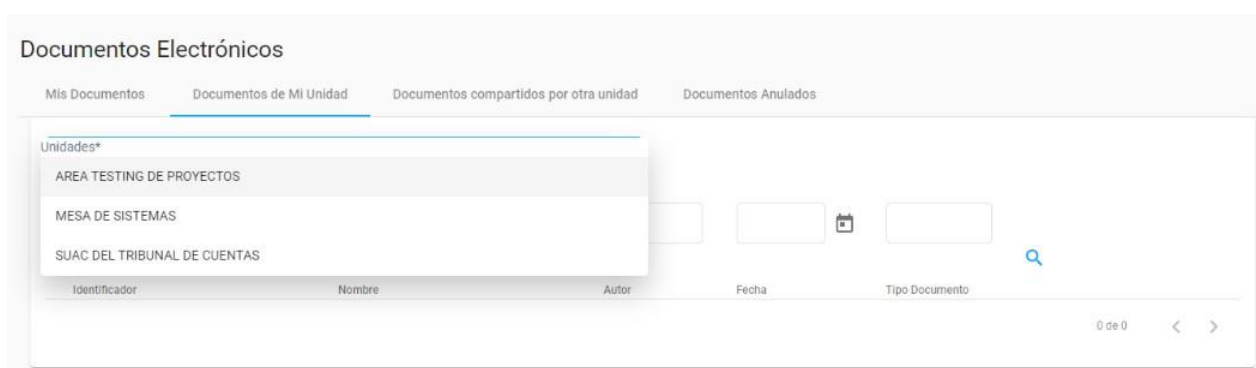 Documentos Electrónicos
Mis Documentos Documentos de Mi Unidad Documentos compartidos por otra unidad Documentos Anulados
Unidades*
AREA TESTING DE PROYECTOS
MESA DE SISTEMAS
SUAC DEL TRIBUNAL DE CUENTAS
Identificador Nombre Autor Fecha Tipo Documento
0 de 0